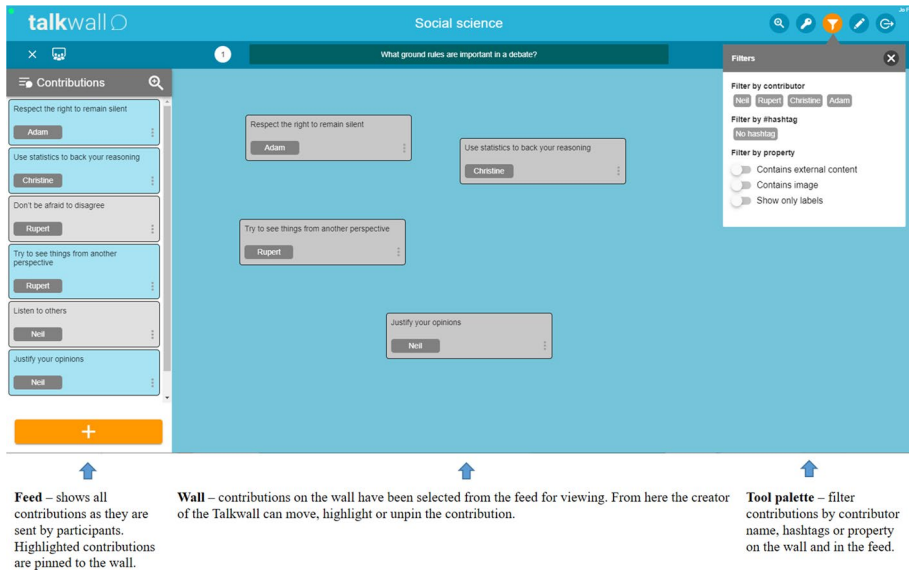 talkwall
Social science
1
What ground rules are important in a debate?
Contributions
Respect the right to remain silent
Adam
Use statistics to back your reasoning
Christine
Don't be afraid to disagree
Rupert
Try to see things from another
perspective
Rupert
Listen to others
Neil
Justify your opinions
Neil
+
Respect the right to remain silent
Adam
Use statistics to back your reasoning
Christine
Try to see things from another perspective
Rupert
Justify your opinions
Neil
Filters
Filter by contributor
Neil Rupert Christine Adam
Filter by #hashtag
No hashtag
Filter by property
Contains external content
Contains image
Show only labels
Feed – shows all
contributions as they are
sent by participants.
Highlighted contributions
are pinned to the wall.
Wall – contributions on the wall have been selected from the feed for viewing. From here the creator
of the Talkwall can move, highlight or unpin the contribution.
Tool palette – filter
contributions by contributor
name, hashtags or property
on the wall and in the feed.